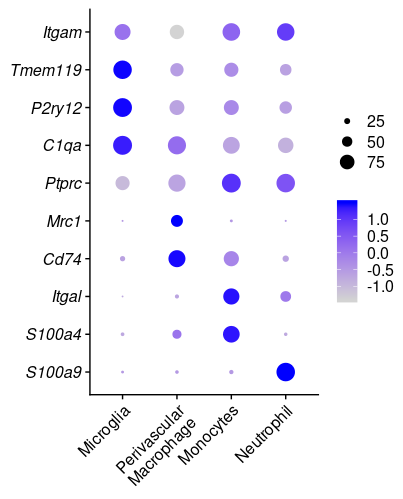 Itgam
Tmem119
P2ry12
C1qa
Ptprc
Mrc1
Cd74
Itgal
S100a4
S100a9
Microglia
Perivascular
Macrophage
Monocytes
Neutrophil
25
50
75
1.0
0.5
0.0
-0.5
-1.0